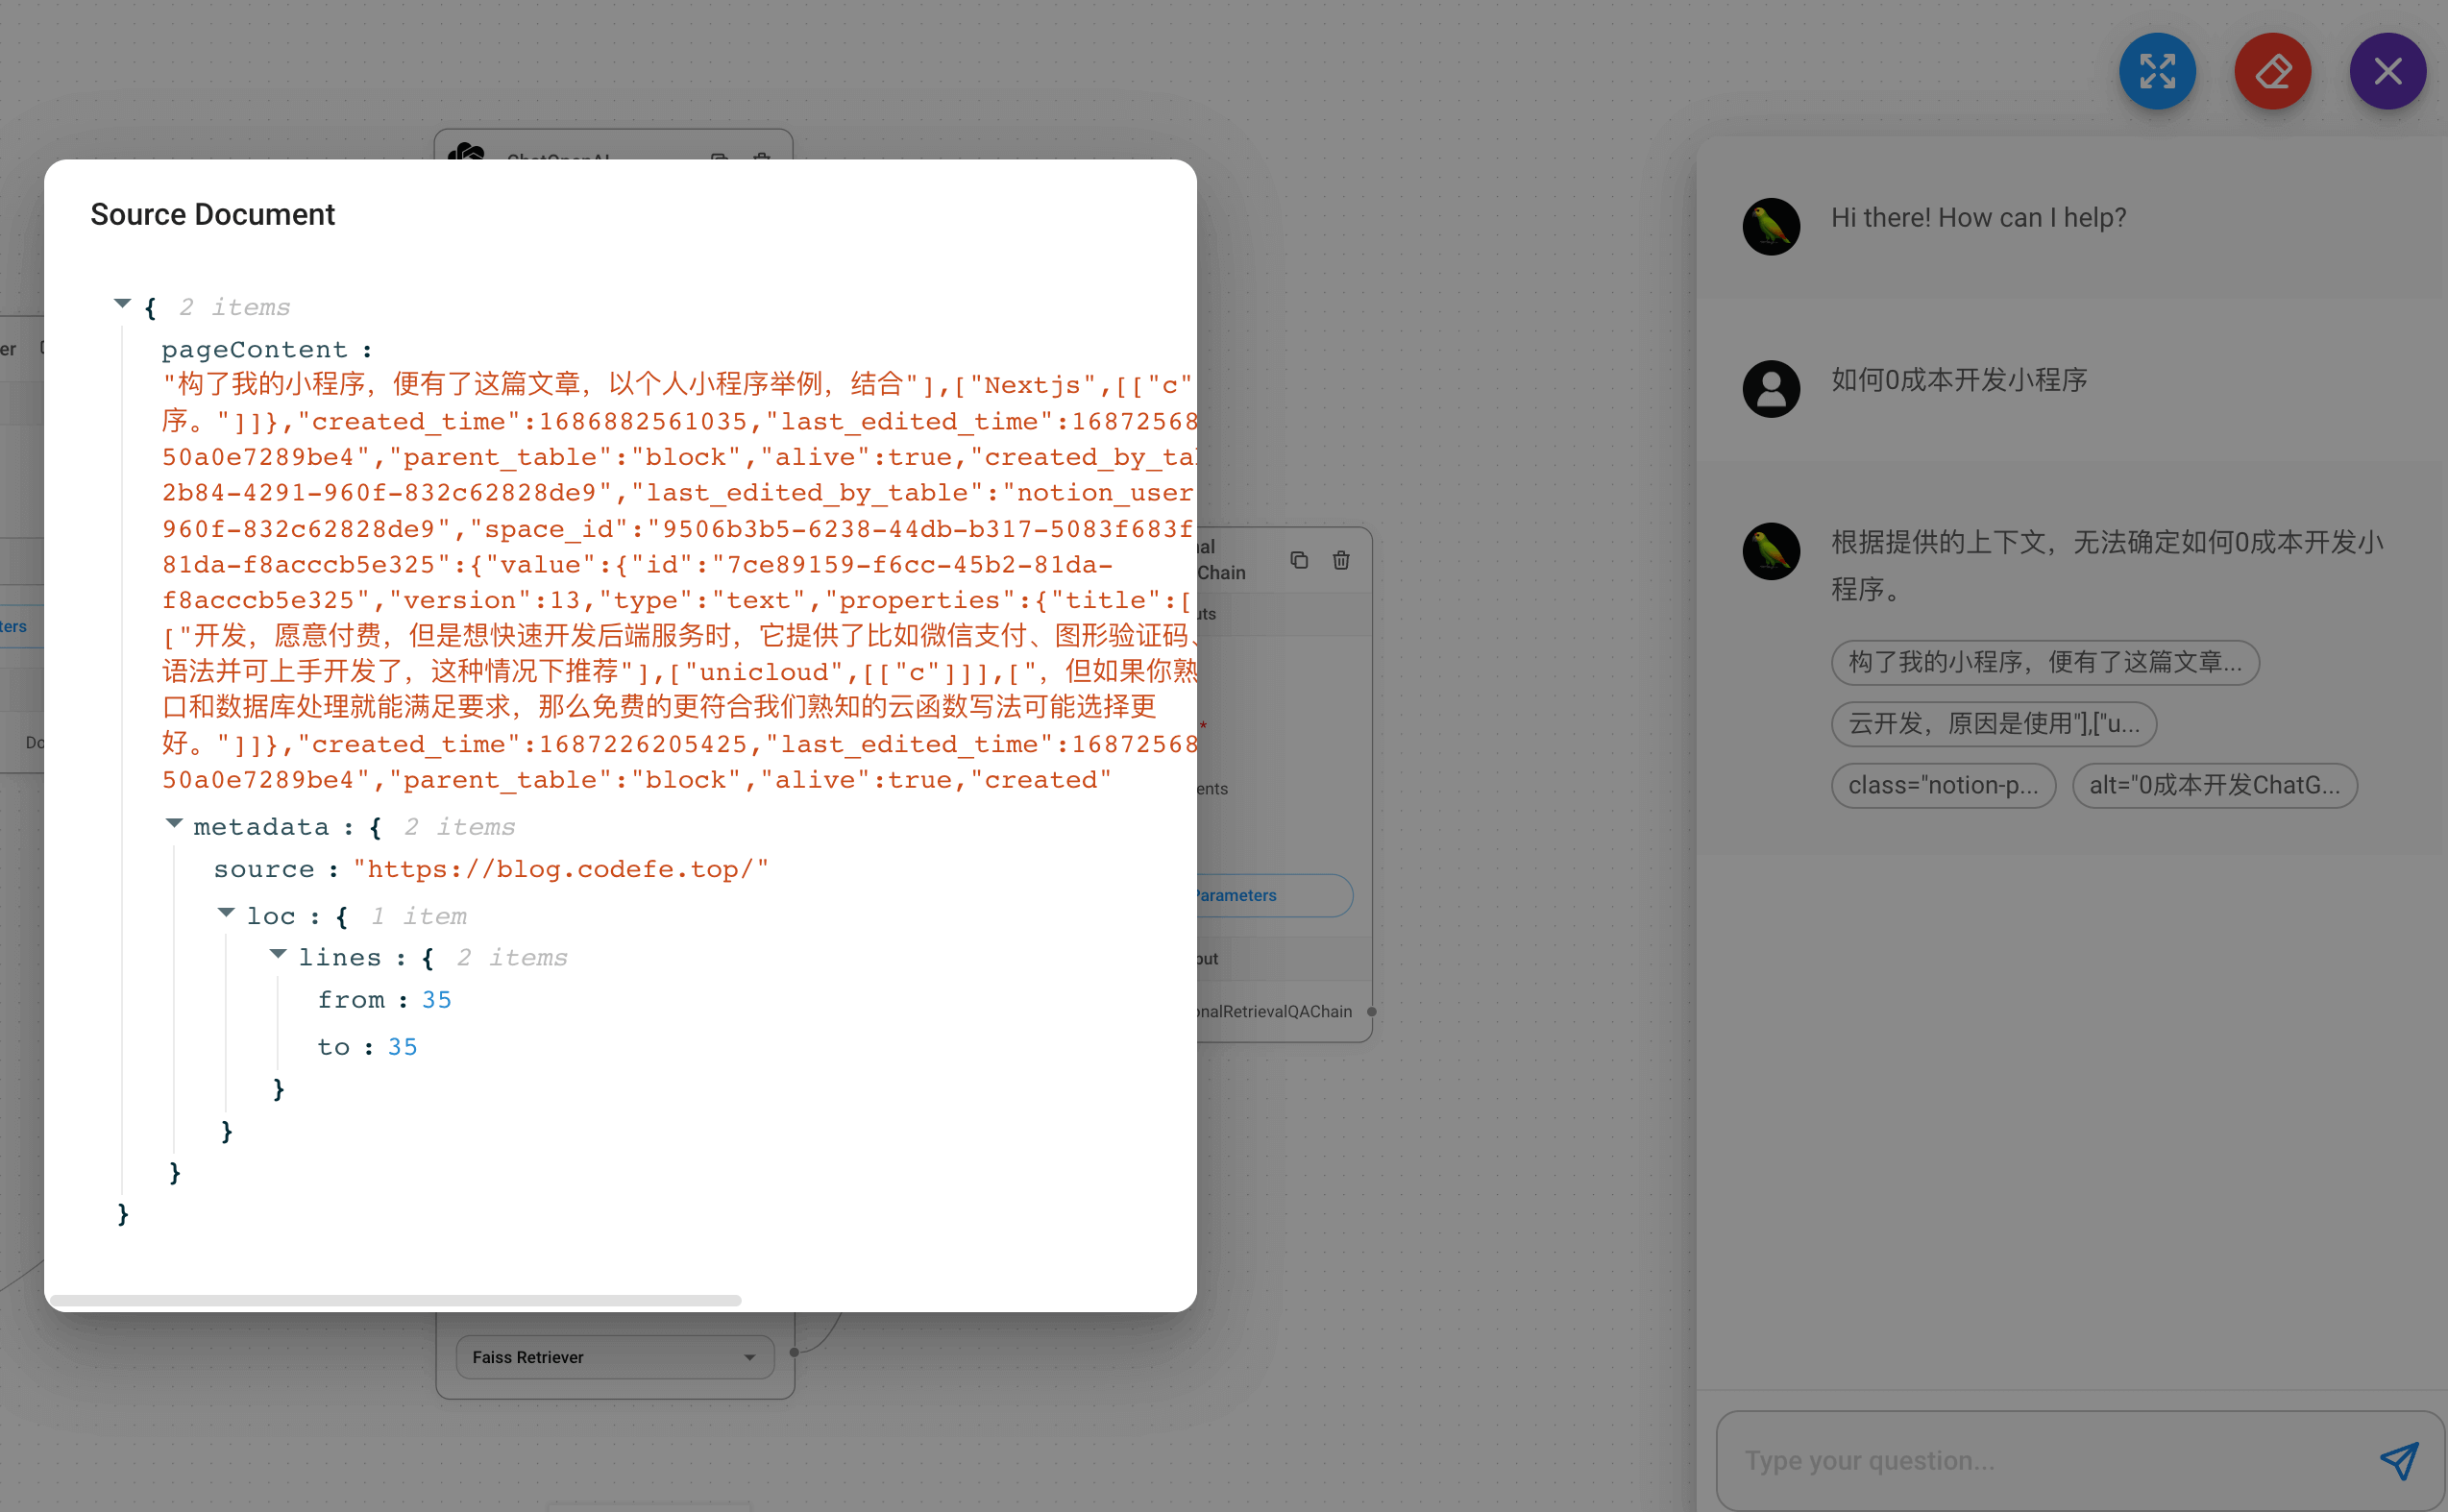 ChatOpenAI
Source Document
{ 2 items
pageContent :
"构了我的小程序，便有了这篇文章，以个人小程序举例，结合"],["Nextjs",[["c"
序。"]]},"created_time":1686882561035,"last_edited_time":16872568
50a0e7289be4","parent_table":"block","alive":true,"created_by_ta
2b84-4291-960f-832c62828de9","last_edited_by_table":"notion_user
960f-832c62828de9","space_id":"9506b3b5-6238-44db-b317-5083f683f
81da-f8acccb5e325":{"value":{"id":"7ce89159-f6cc-45b2-81da-
f8acccb5e325","version":13,"type":"text","properties":{"title":[
["开发，愿意付费，但是想快速开发后端服务时，它提供了比如微信支付、图形验证码、
语法并可上手开发了，这种情况下推荐"],["unicloud",[["c"]]],["，但如果你熟
口和数据库处理就能满足要求，那么免费的更符合我们熟知的云函数写法可能选择更
好。"]]},"created_time":1687226205425,"last_edited_time":16872568
50a0e7289be4","parent_table":"block","alive":true,"created"
metadata : { 2 items
source : "https://blog.codefe.top/"
loc : { 1 item
lines : { 2 items
from : 35
to : 35
}
}
}
}
er
ters
Do
al
Chain
uts
*
ents
Parameters
put
onalRetrievalQAChain
Faiss Retriever
Hi there! How can I help?
如何0成本开发小程序
根据提供的上下文，无法确定如何0成本开发小
程序。
构了我的小程序，便有了这篇文章...
云开发，原因是使用"],["u...
class="notion-p...
alt="0成本开发ChatG...
Type your question...